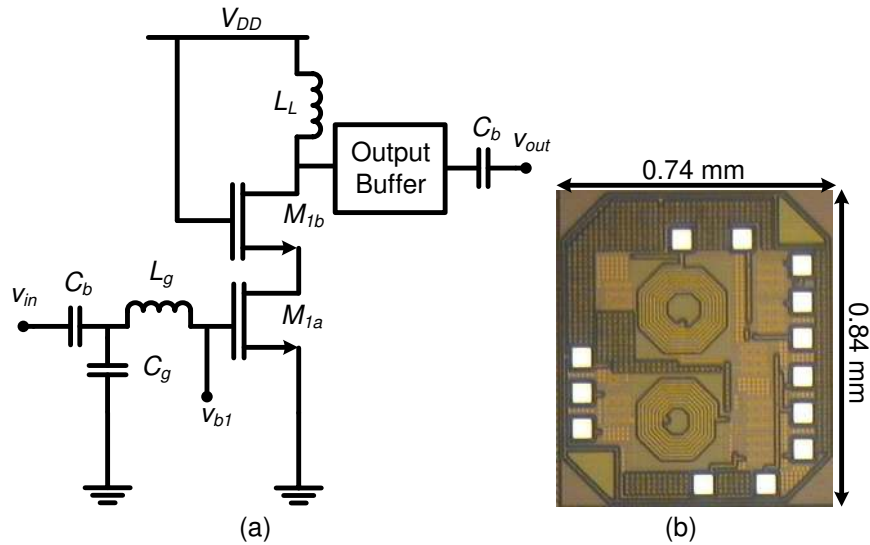 V_DD
L_L
Output
Buffer
C_b
v_out
M_1b
L_g
C_b
v_in
M_1a
C_g
v_b1
(a)
0.74 mm
0.84 mm
(b)